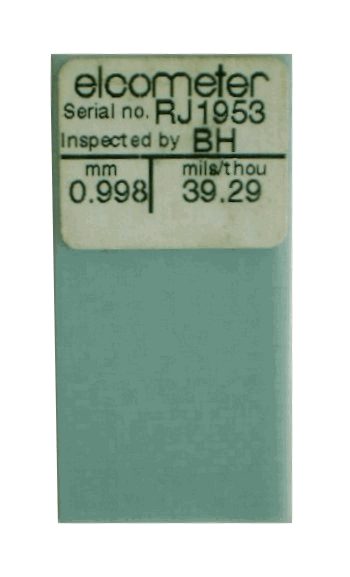 elcometer
Serial no. RJ1953
Inspected by BH
mm mils/thou
0.998 39.29